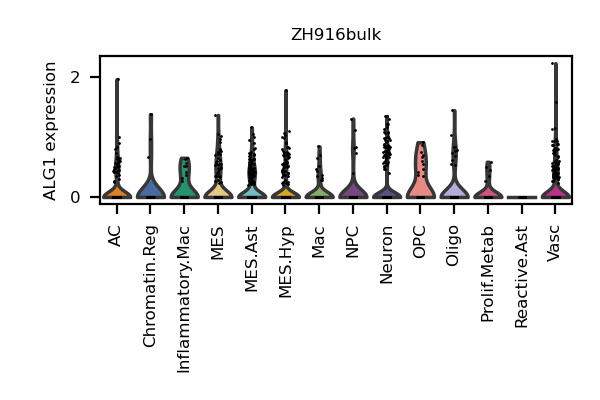 ZH916bulk
ALG1 expression
2
0
AC
Chromatin.Reg
Inflammatory.Mac
MES
MES.Ast
MES.Hyp
Mac
NPC
Neuron
OPC
Oligo
Prolif.Metab
Reactive.Ast
Vasc